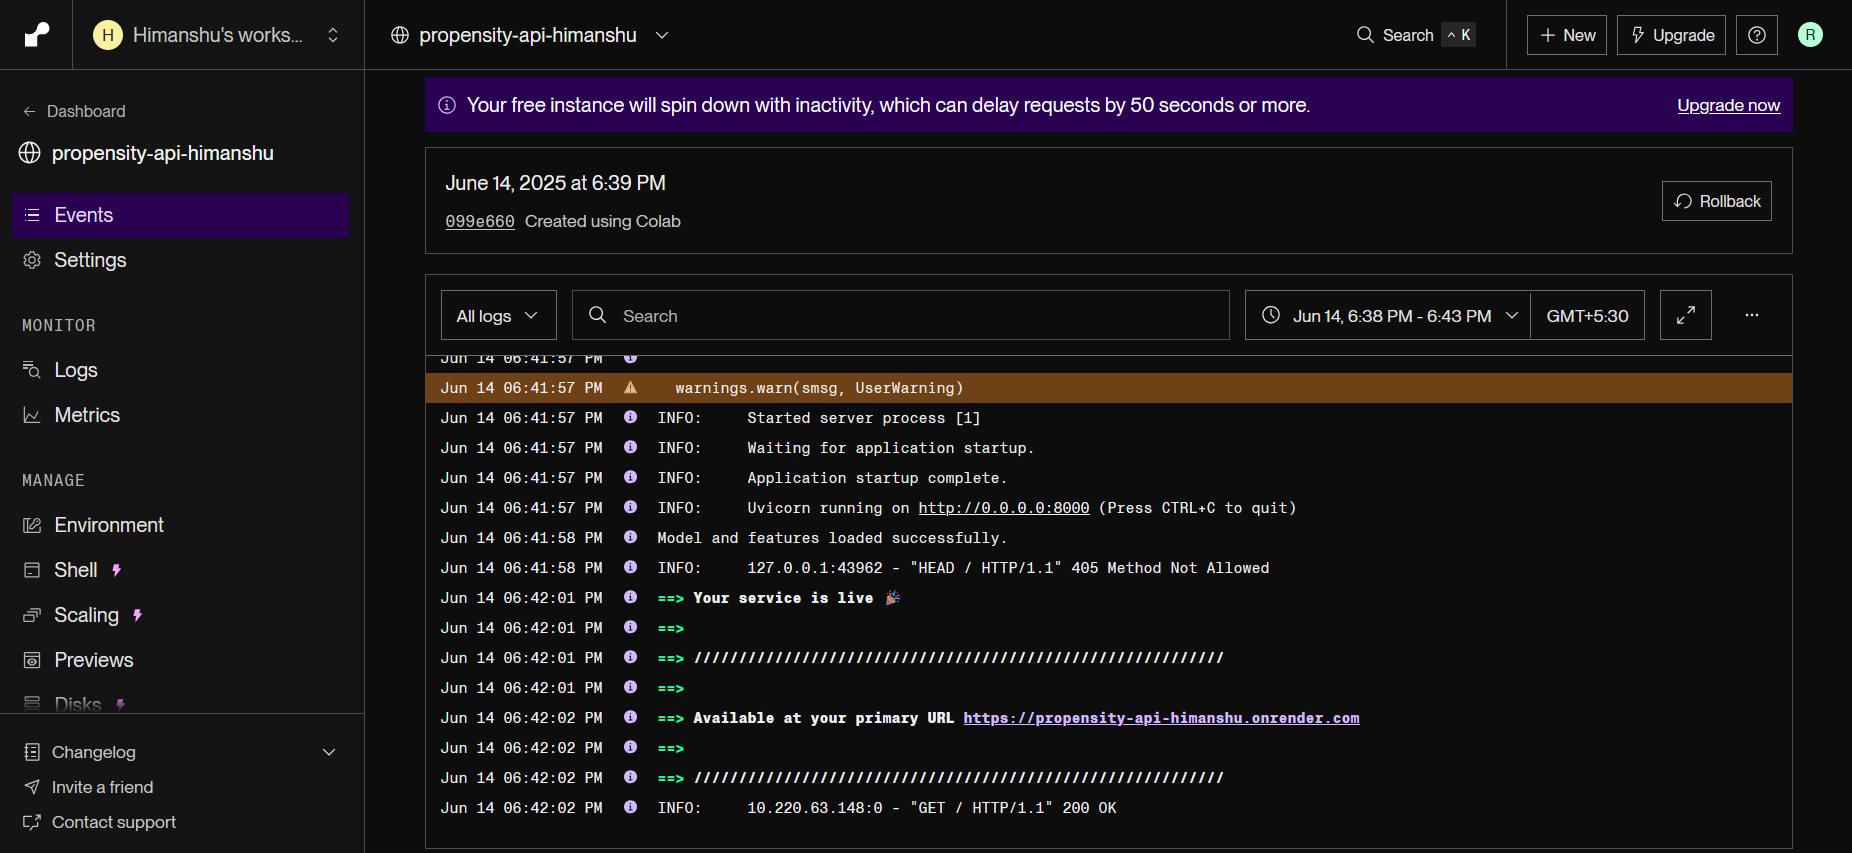 H Himanshu's works...
propensity-api-himanshu
Search ^ K
+ New
Upgrade
R
← Dashboard
propensity-api-himanshu
Events
Settings
MONITOR
Logs
Metrics
MANAGE
Environment
Shell
Scaling
Previews
Disks
Changelog
Invite a friend
Contact support
Your free instance will spin down with inactivity, which can delay requests by 50 seconds or more.
Upgrade now
June 14, 2025 at 6:39 PM
099e660 Created using Colab
Rollback
All logs
Search
Jun 14, 6:38 PM - 6:43 PM
GMT+5:30
...
Jun 14 06:41:57 PM
Jun 14 06:41:57 PM warnings.warn(smsg, UserWarning)
Jun 14 06:41:57 PM INFO: Started server process [1]
Jun 14 06:41:57 PM INFO: Waiting for application startup.
Jun 14 06:41:57 PM INFO: Application startup complete.
Jun 14 06:41:57 PM INFO: Uvicorn running on http://0.0.0.0:8000 (Press CTRL+C to quit)
Jun 14 06:41:58 PM Model and features loaded successfully.
Jun 14 06:41:58 PM INFO: 127.0.0.1:43962 - "HEAD / HTTP/1.1" 405 Method Not Allowed
Jun 14 06:42:01 PM ==> Your service is live 🎉
Jun 14 06:42:01 PM ==>
Jun 14 06:42:01 PM ==> ///////////////////////////////////////////////////////////
Jun 14 06:42:01 PM ==>
Jun 14 06:42:02 PM ==> Available at your primary URL https://propensity-api-himanshu.onrender.com
Jun 14 06:42:02 PM ==>
Jun 14 06:42:02 PM ==> ///////////////////////////////////////////////////////////
Jun 14 06:42:02 PM INFO: 10.220.63.148:0 - "GET / HTTP/1.1" 200 OK